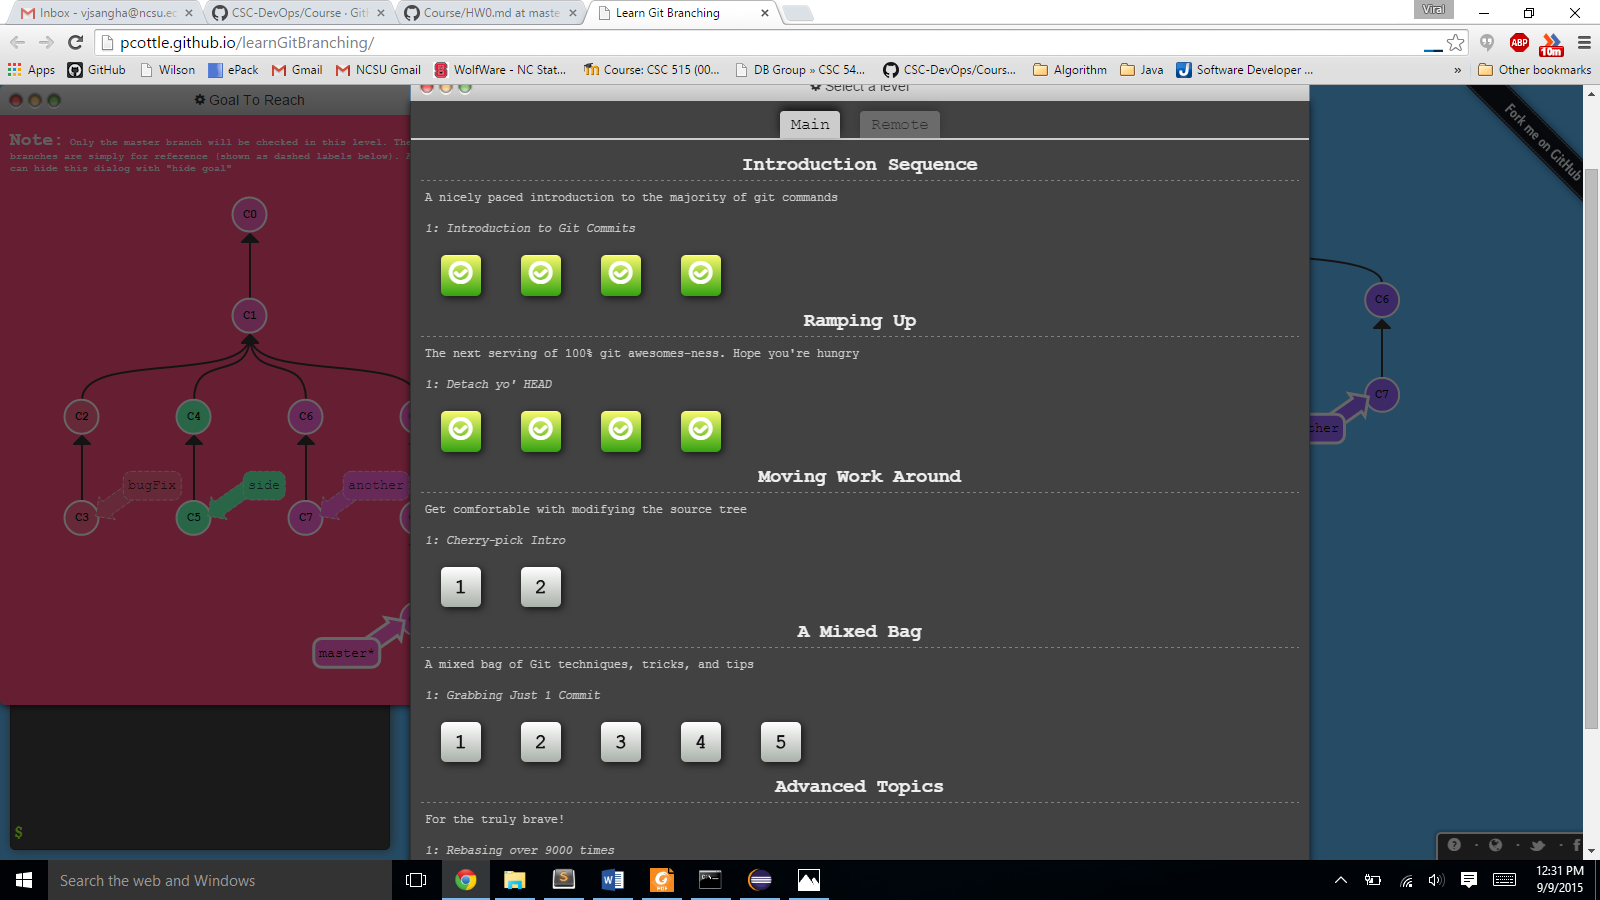 Inbox - vjsangha@ncsu.ec
CSC-DevOps/Course · Gitl
Course/HW0.md at maste
Learn Git Branching
Viral
pcottle.github.io/learnGitBranching/
ABP
10m
Apps
GitHub
Wilson
ePack
Gmail
NCSU Gmail
WolfWare - NC Stat...
Course: CSC 515 (00...
DB Group » CSC 54...
CSC-DevOps/Cours...
Algorithm
Java
Software Developer ...
»
Other bookmarks
Goal To Reach
Note: Only the master branch will be checked in this level. The
branches are simply for reference (shown as dashed labels below).
can hide this dialog with "hide goal"
C0
C1
C2
C4
C6
bugFix
side
another
C3
C5
C7
master*
$
Select a level
Main
Remote
Introduction Sequence
A nicely paced introduction to the majority of git commands
1: Introduction to Git Commits
Ramping Up
The next serving of 100% git awesomes-ness. Hope you're hungry
1: Detach yo' HEAD
Moving Work Around
Get comfortable with modifying the source tree
1: Cherry-pick Intro
1 2
A Mixed Bag
A mixed bag of Git techniques, tricks, and tips
1: Grabbing Just 1 Commit
1 2 3 4 5
Advanced Topics
For the truly brave!
1: Rebasing over 9000 times
Fork me on GitHub
C6
C7
ther
Search the web and Windows
12:31 PM
9/9/2015